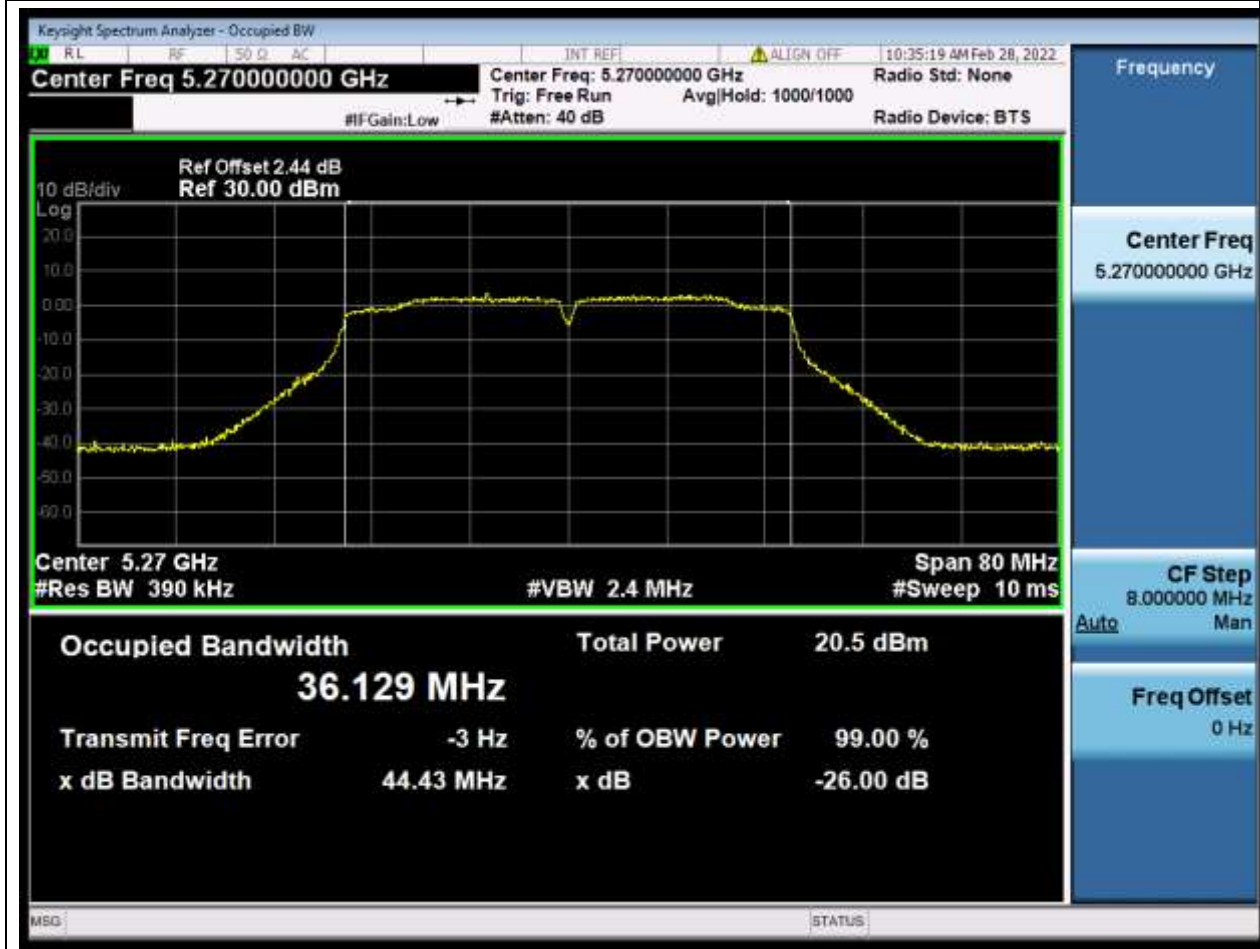 Keysight Spectrum Analyzer - Occupied BW
RL RF 50 Ω AC INT REF ALIGN OFF 10:35:19 AM Feb 28, 2022
Center Freq 5.270000000 GHz
Center Freq: 5.270000000 GHz Radio Std: None
Trig: Free Run Avg|Hold: 1000/1000
#IFGain:Low #Atten: 40 dB Radio Device: BTS
Ref Offset 2.44 dB
10 dB/div Ref 30.00 dBm
Log
20.0
10.0
0.00
-10.0
-20.0
-30.0
-40.0
-50.0
-60.0
Center 5.27 GHz Span 80 MHz
#Res BW 390 kHz #VBW 2.4 MHz #Sweep 10 ms
Occupied Bandwidth Total Power 20.5 dBm
36.129 MHz
Transmit Freq Error -3 Hz % of OBW Power 99.00 %
x dB Bandwidth 44.43 MHz x dB -26.00 dB
MSG STATUS
Frequency
Center Freq
5.270000000 GHz
CF Step
8.000000 MHz
Auto Man
Freq Offset
0 Hz